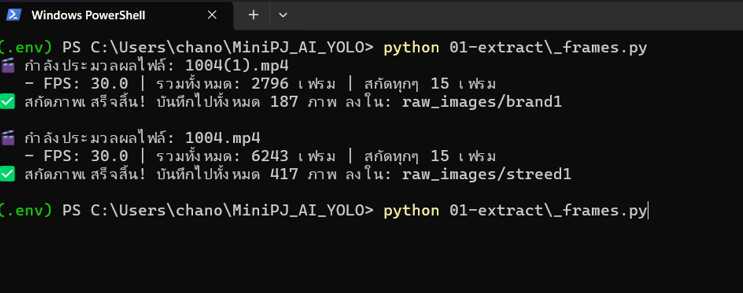 Windows PowerShell
(.env) PS C:\Users\chano\MiniPJ_AI_YOLO> python 01-extract\_frames.py
🎬 กำลังประมวลผลไฟล์: 1004(1).mp4
- FPS: 30.0 | รวมทั้งหมด: 2796 เฟรม | สกัดทุกๆ 15 เฟรม
✅ สกัดภาพเสร็จสิ้น! บันทึกไปทั้งหมด 187 ภาพ ลงใน: raw_images/brand1
🎬 กำลังประมวลผลไฟล์: 1004.mp4
- FPS: 30.0 | รวมทั้งหมด: 6243 เฟรม | สกัดทุกๆ 15 เฟรม
✅ สกัดภาพเสร็จสิ้น! บันทึกไปทั้งหมด 417 ภาพ ลงใน: raw_images/streed1
(.env) PS C:\Users\chano\MiniPJ_AI_YOLO> python 01-extract\_frames.py